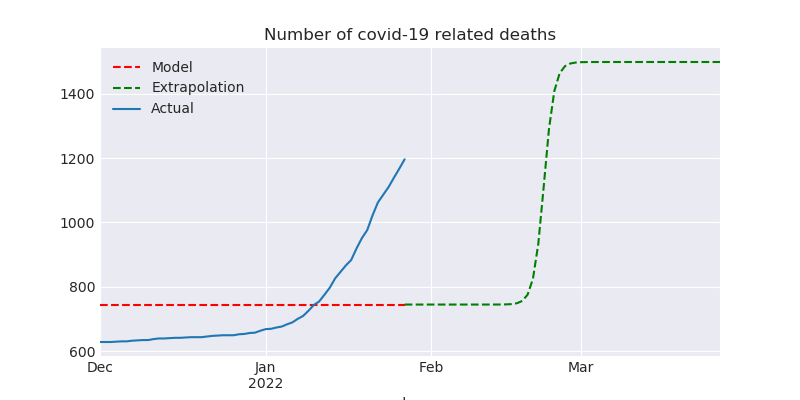 Number of covid-19 related deaths
Model
Extrapolation
Actual
1400
1200
1000
800
600
Dec
Jan
2022
Feb
Mar